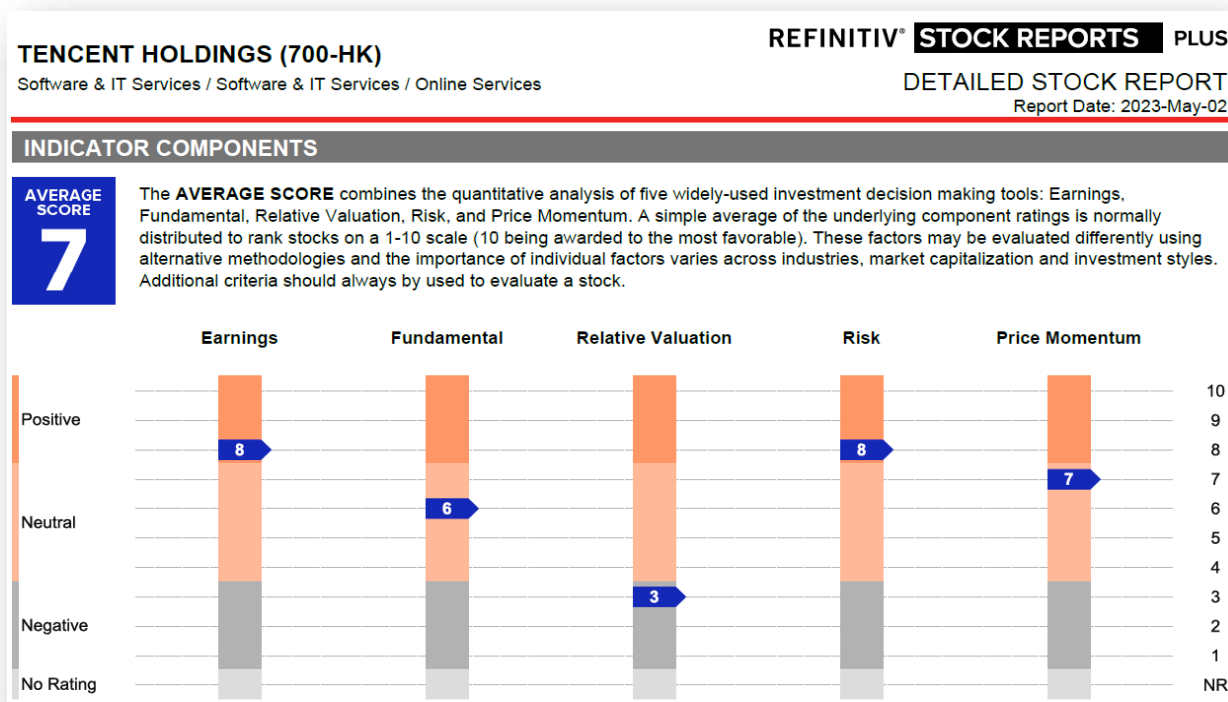 TENCENT HOLDINGS (700-HK)
Software & IT Services / Software & IT Services / Online Services
REFINITIV® STOCK REPORTS PLUS
DETAILED STOCK REPORT
Report Date: 2023-May-02
INDICATOR COMPONENTS
AVERAGE
SCORE
7
The AVERAGE SCORE combines the quantitative analysis of five widely-used investment decision making tools: Earnings,
Fundamental, Relative Valuation, Risk, and Price Momentum. A simple average of the underlying component ratings is normally
distributed to rank stocks on a 1-10 scale (10 being awarded to the most favorable). These factors may be evaluated differently using
alternative methodologies and the importance of individual factors varies across industries, market capitalization and investment styles.
Additional criteria should always by used to evaluate a stock.
Earnings Fundamental Relative Valuation Risk Price Momentum
10
Positive 9
8 8 8
7 7
6 6
Neutral
5
4
3 3
Negative 2
1
No Rating NR